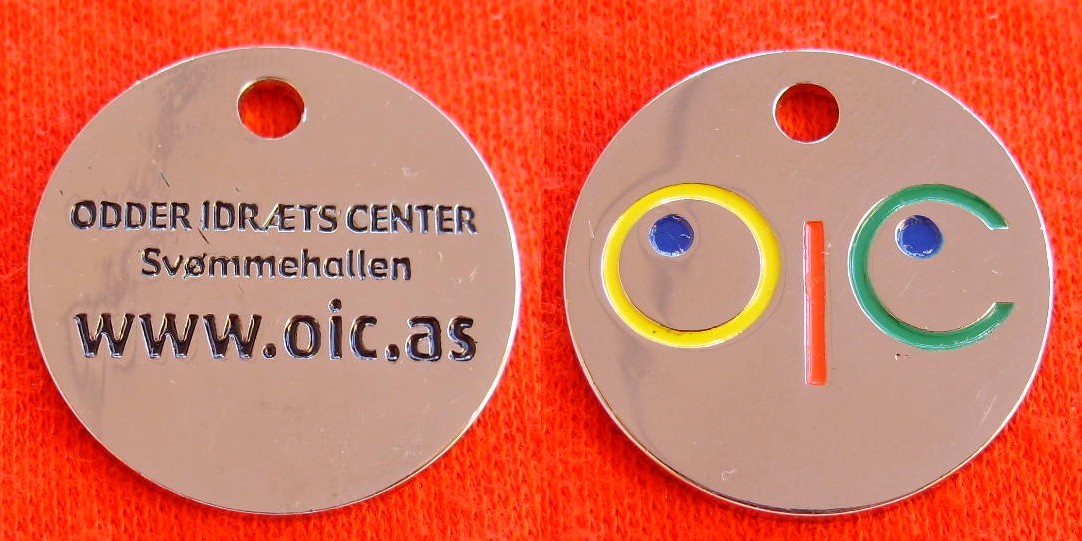 ODDER IDRÆTS CENTER
Svømmehallen
www.oic.as
OIC